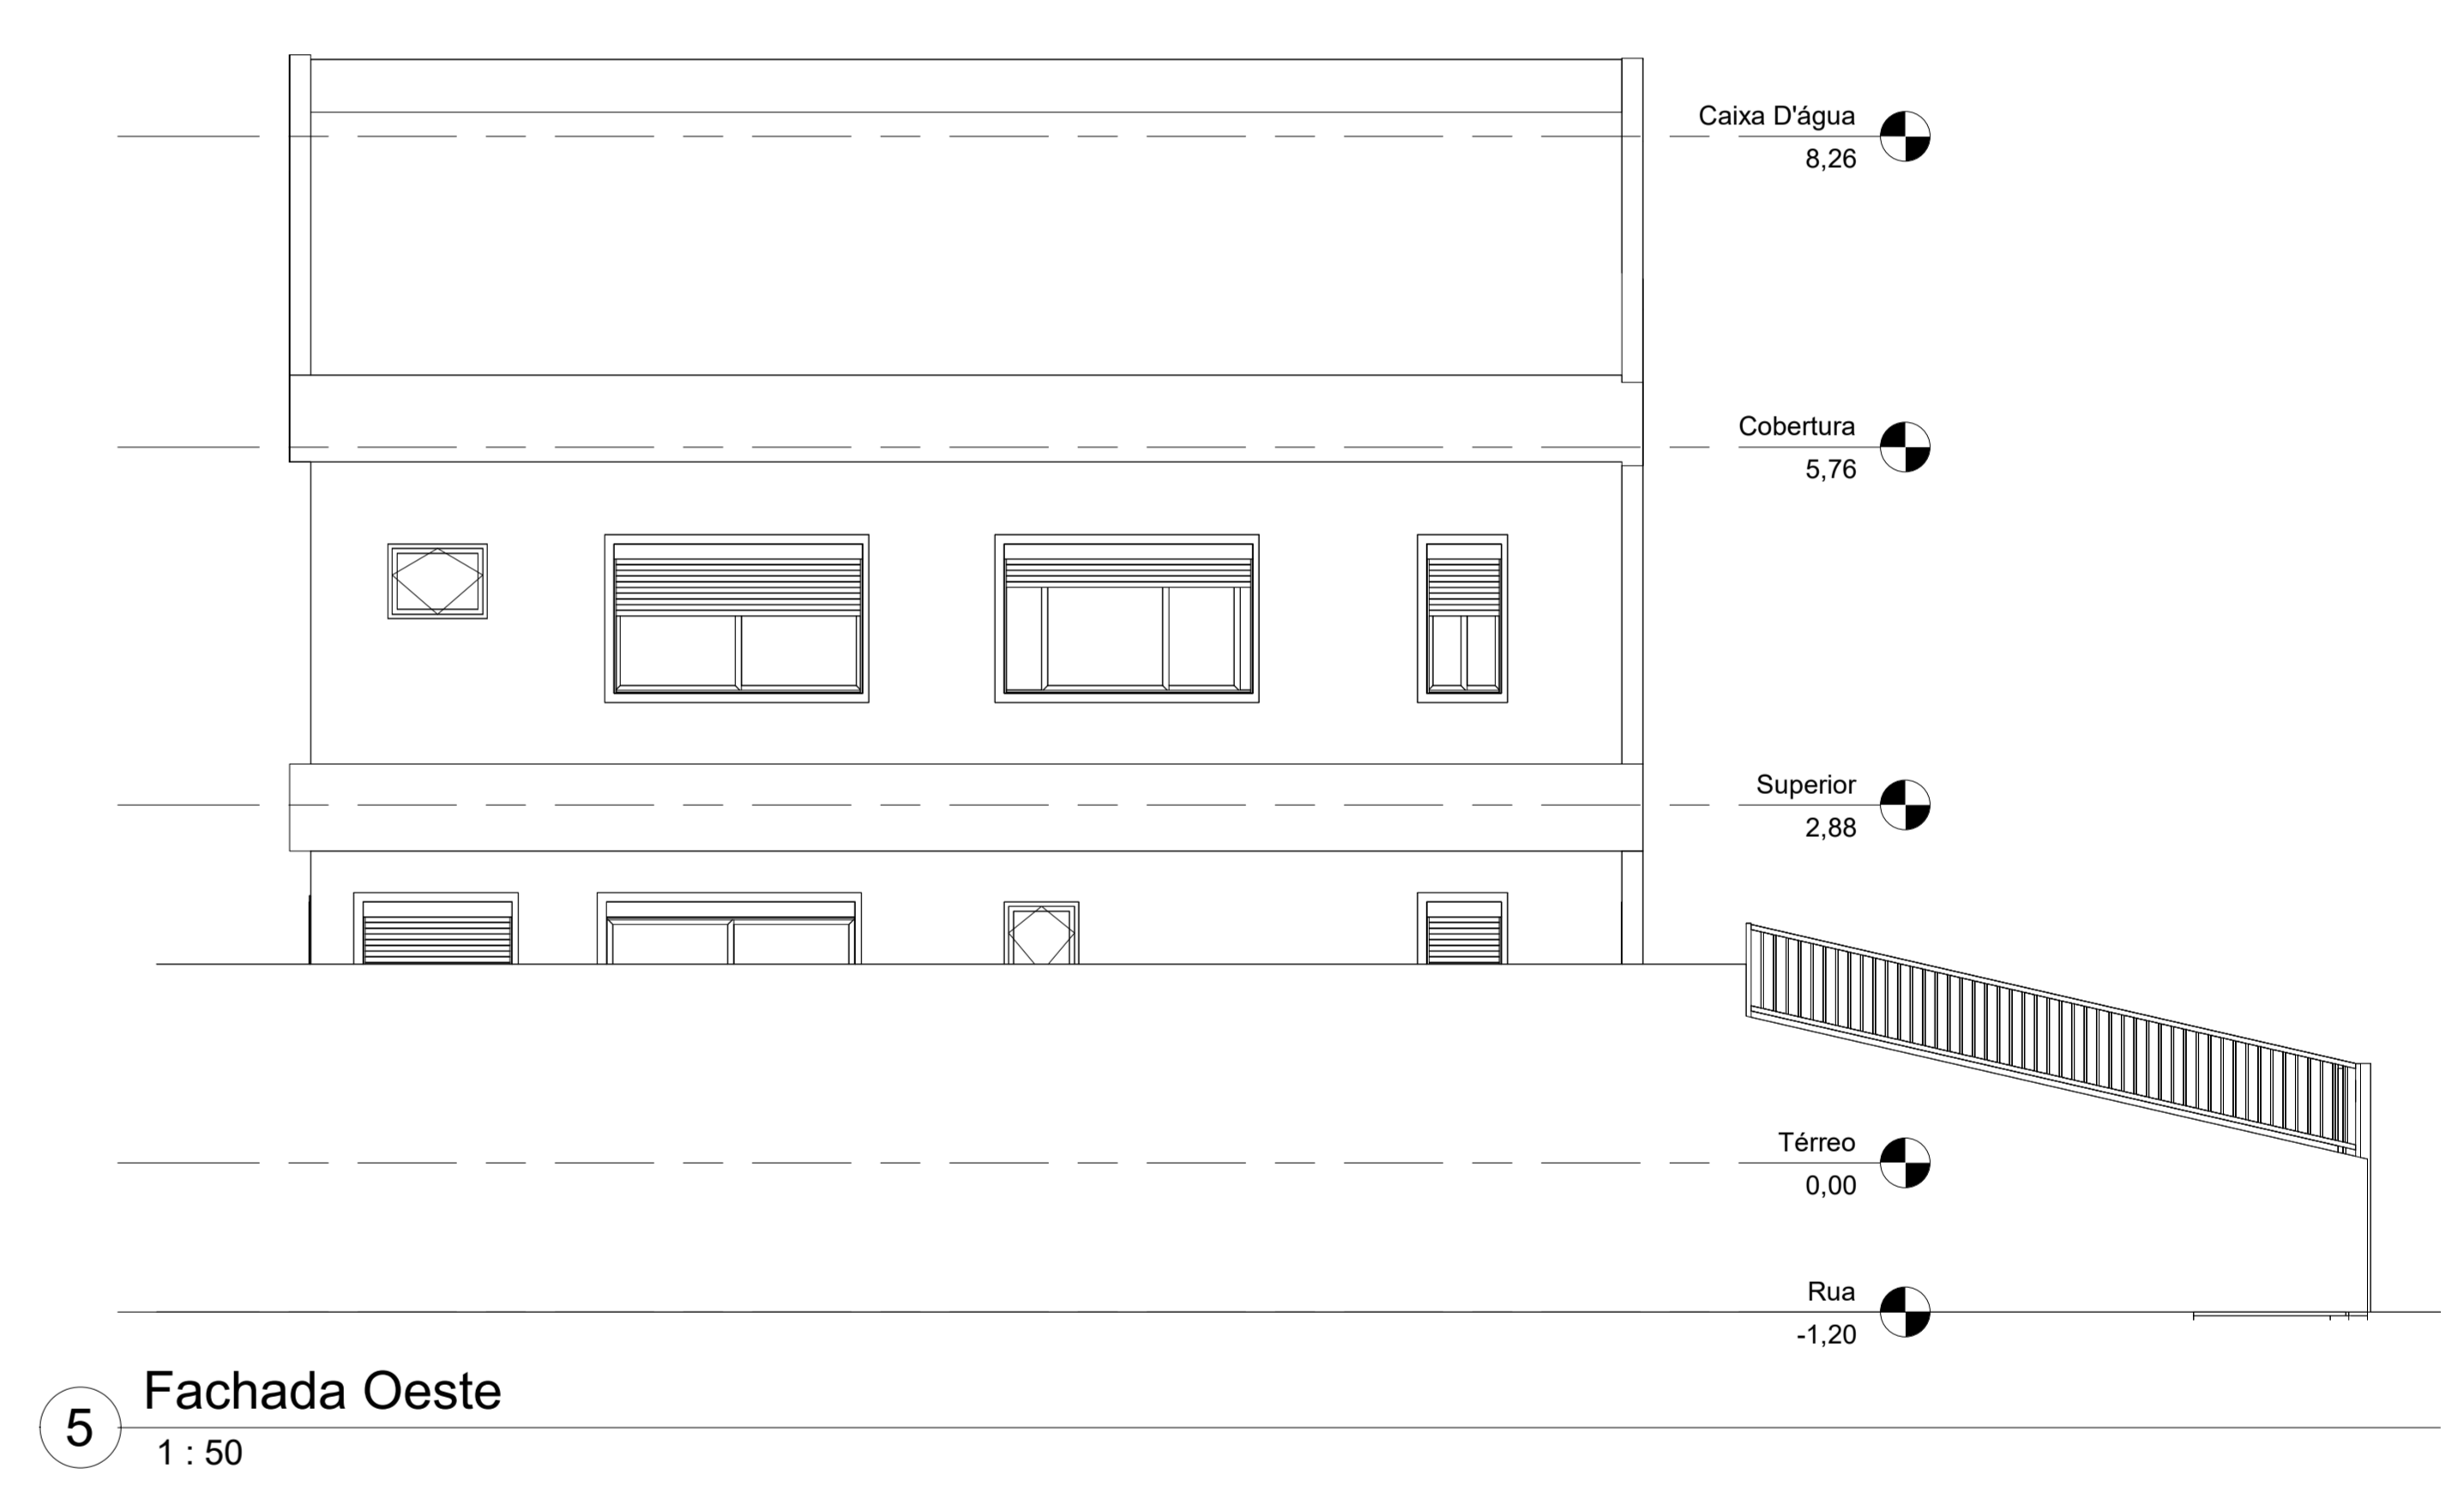 Caixa D'água
8,26
Cobertura
5,76
Superior
2,88
Térreo
0,00
Rua
-1,20
5
Fachada Oeste
1 : 50